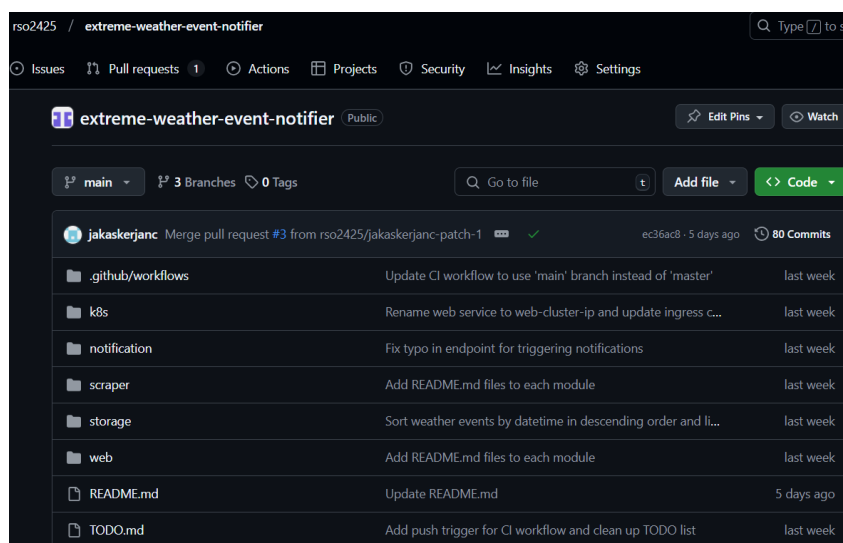 rso2425 / extreme-weather-event-notifier Type / to s
Issues Pull requests 1 Actions Projects Security Insights Settings
extreme-weather-event-notifier Public Edit Pins Watch
main 3 Branches 0 Tags Go to file t Add file Code
jakaskerjanc Merge pull request #3 from rso2425/jakaskerjanc-patch-1 ec36ac8 · 5 days ago 80 Commits
.github/workflows Update CI workflow to use 'main' branch instead of 'master' last week
k8s Rename web service to web-cluster-ip and update ingress c... last week
notification Fix typo in endpoint for triggering notifications last week
scraper Add README.md files to each module last week
storage Sort weather events by datetime in descending order and li... last week
web Add README.md files to each module last week
README.md Update README.md 5 days ago
TODO.md Add push trigger for CI workflow and clean up TODO list last week